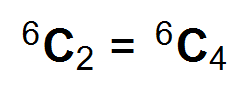 ⁶C₂ = ⁶C₄